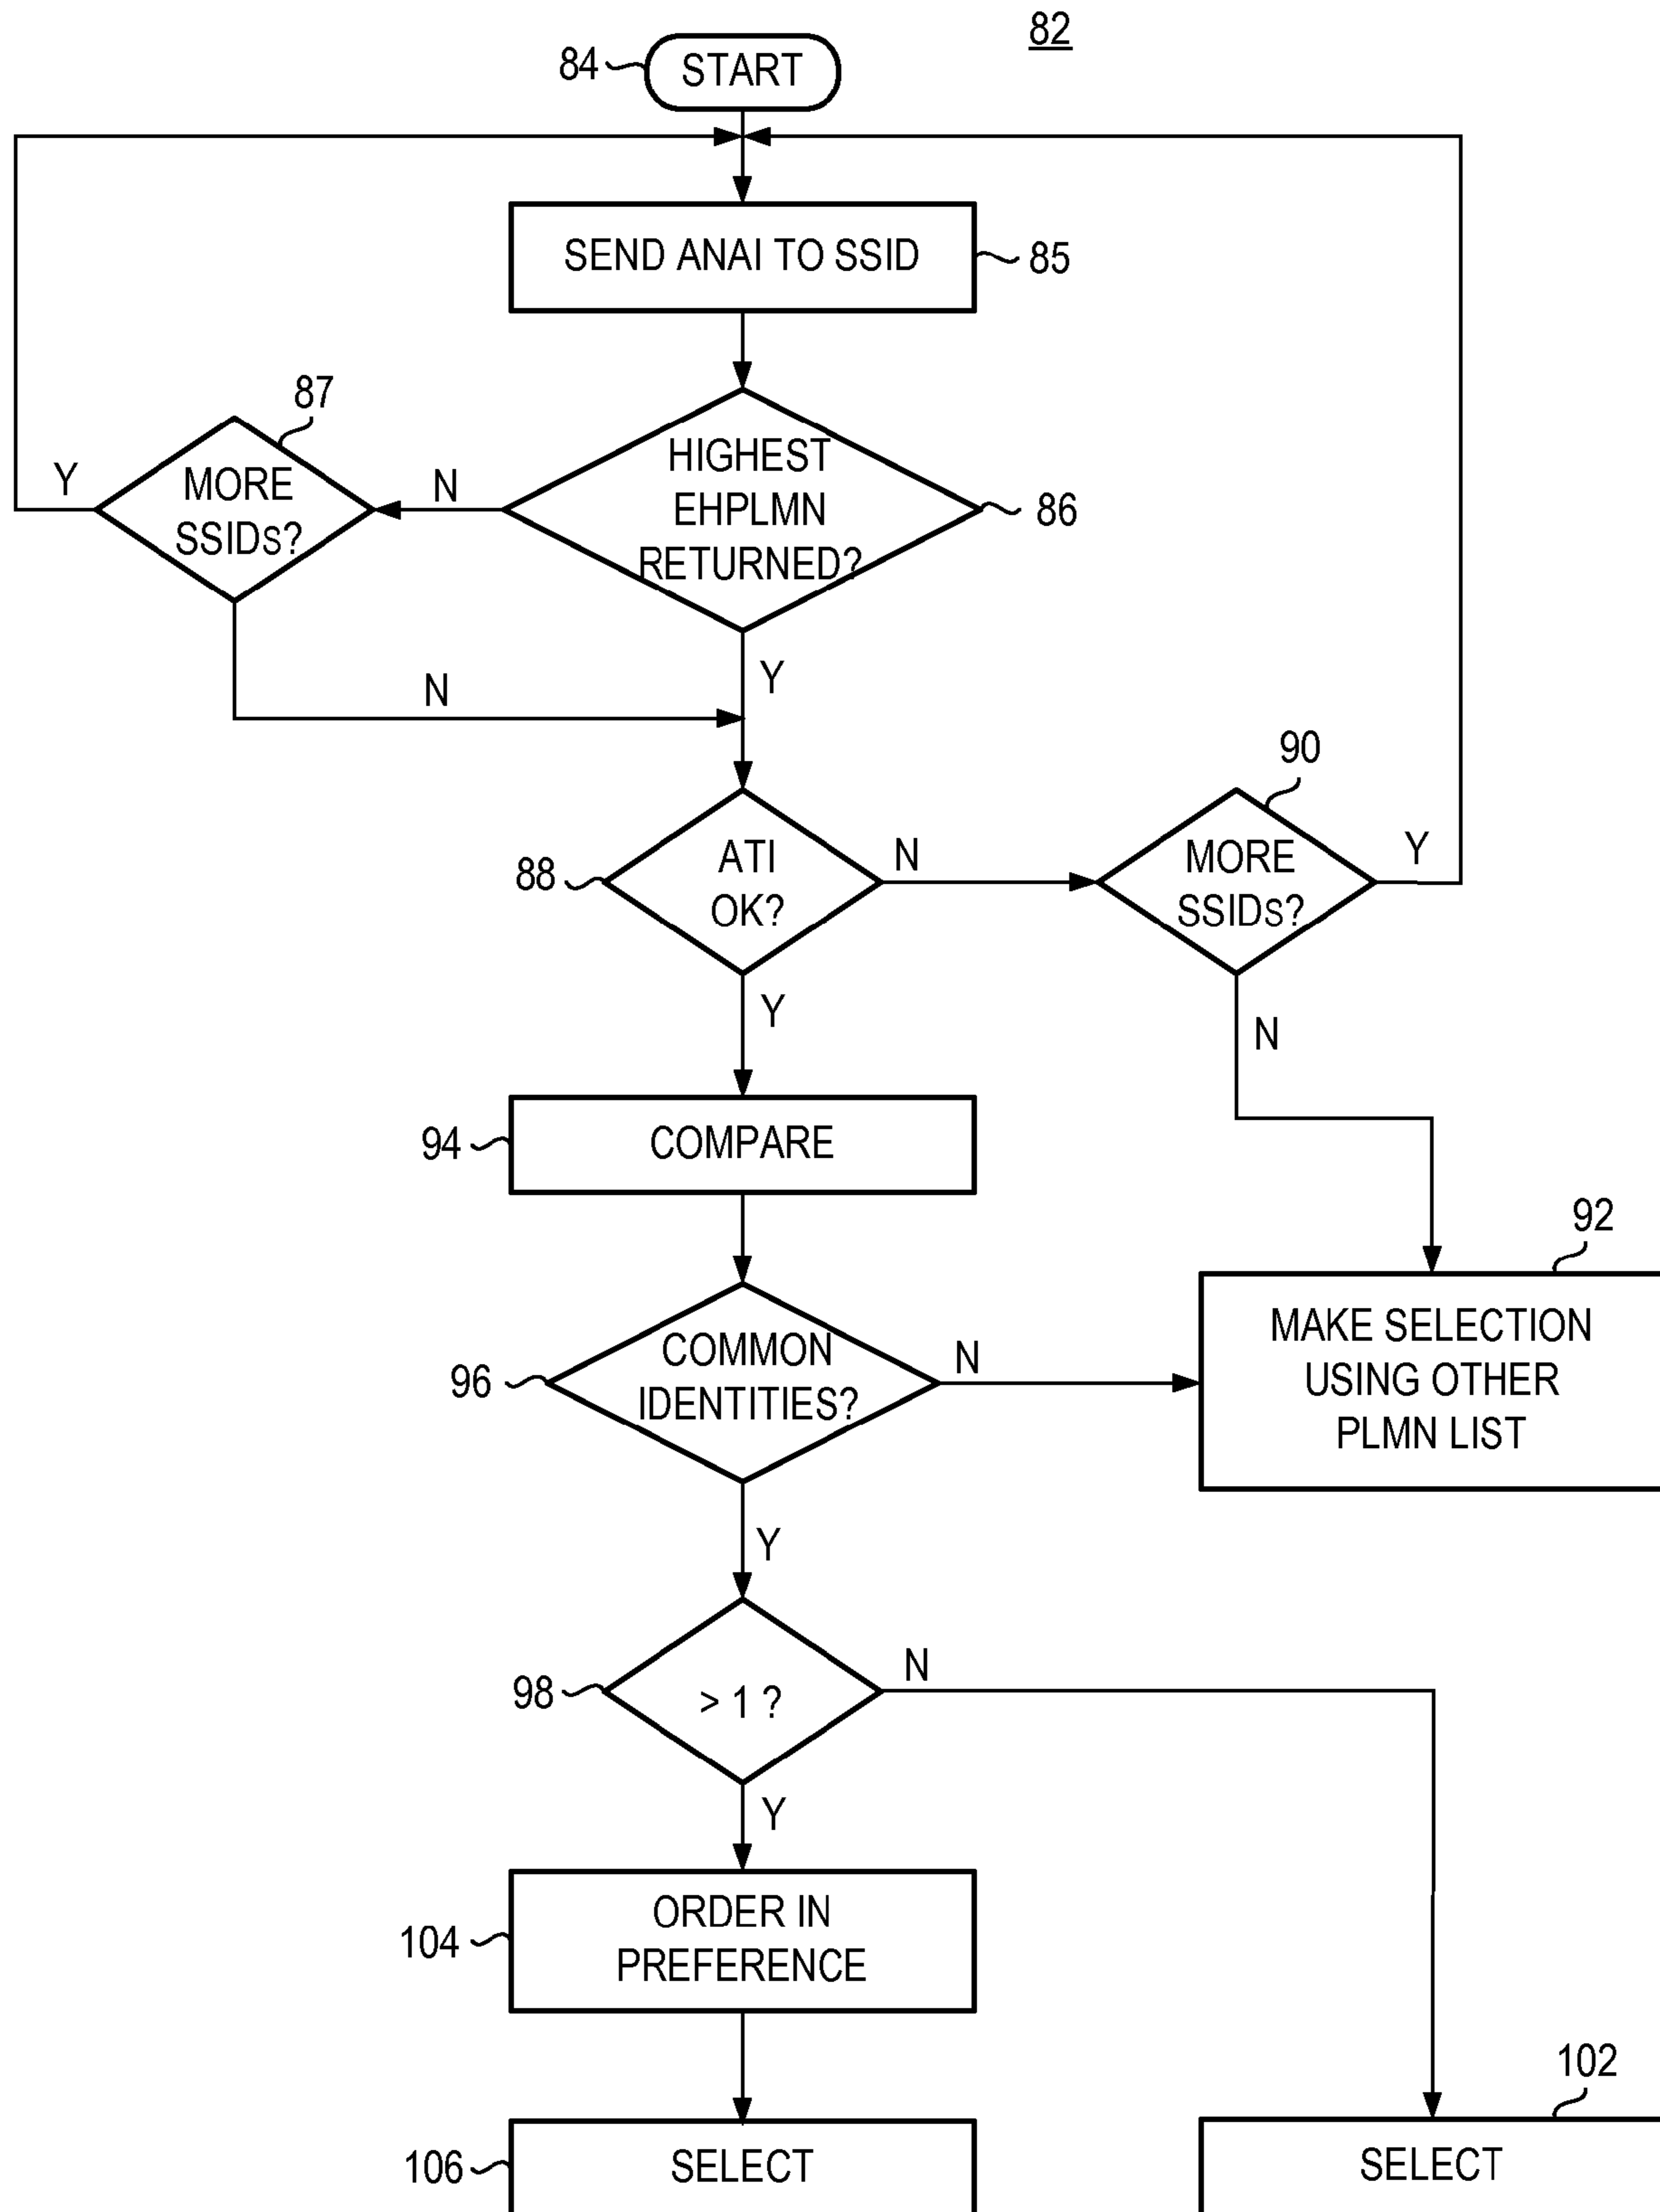 82
84
START
SEND ANAI TO SSID
85
87
MORE
SSIDs?
Y
N
HIGHEST
EHPLMN
RETURNED?
86
Y
N
90
88
ATI
OK?
N
MORE
SSIDs?
Y
Y
N
94
COMPARE
92
96
COMMON
IDENTITIES?
N
MAKE SELECTION
USING OTHER
PLMN LIST
Y
98
> 1 ?
N
Y
104
ORDER IN
PREFERENCE
102
106
SELECT
SELECT